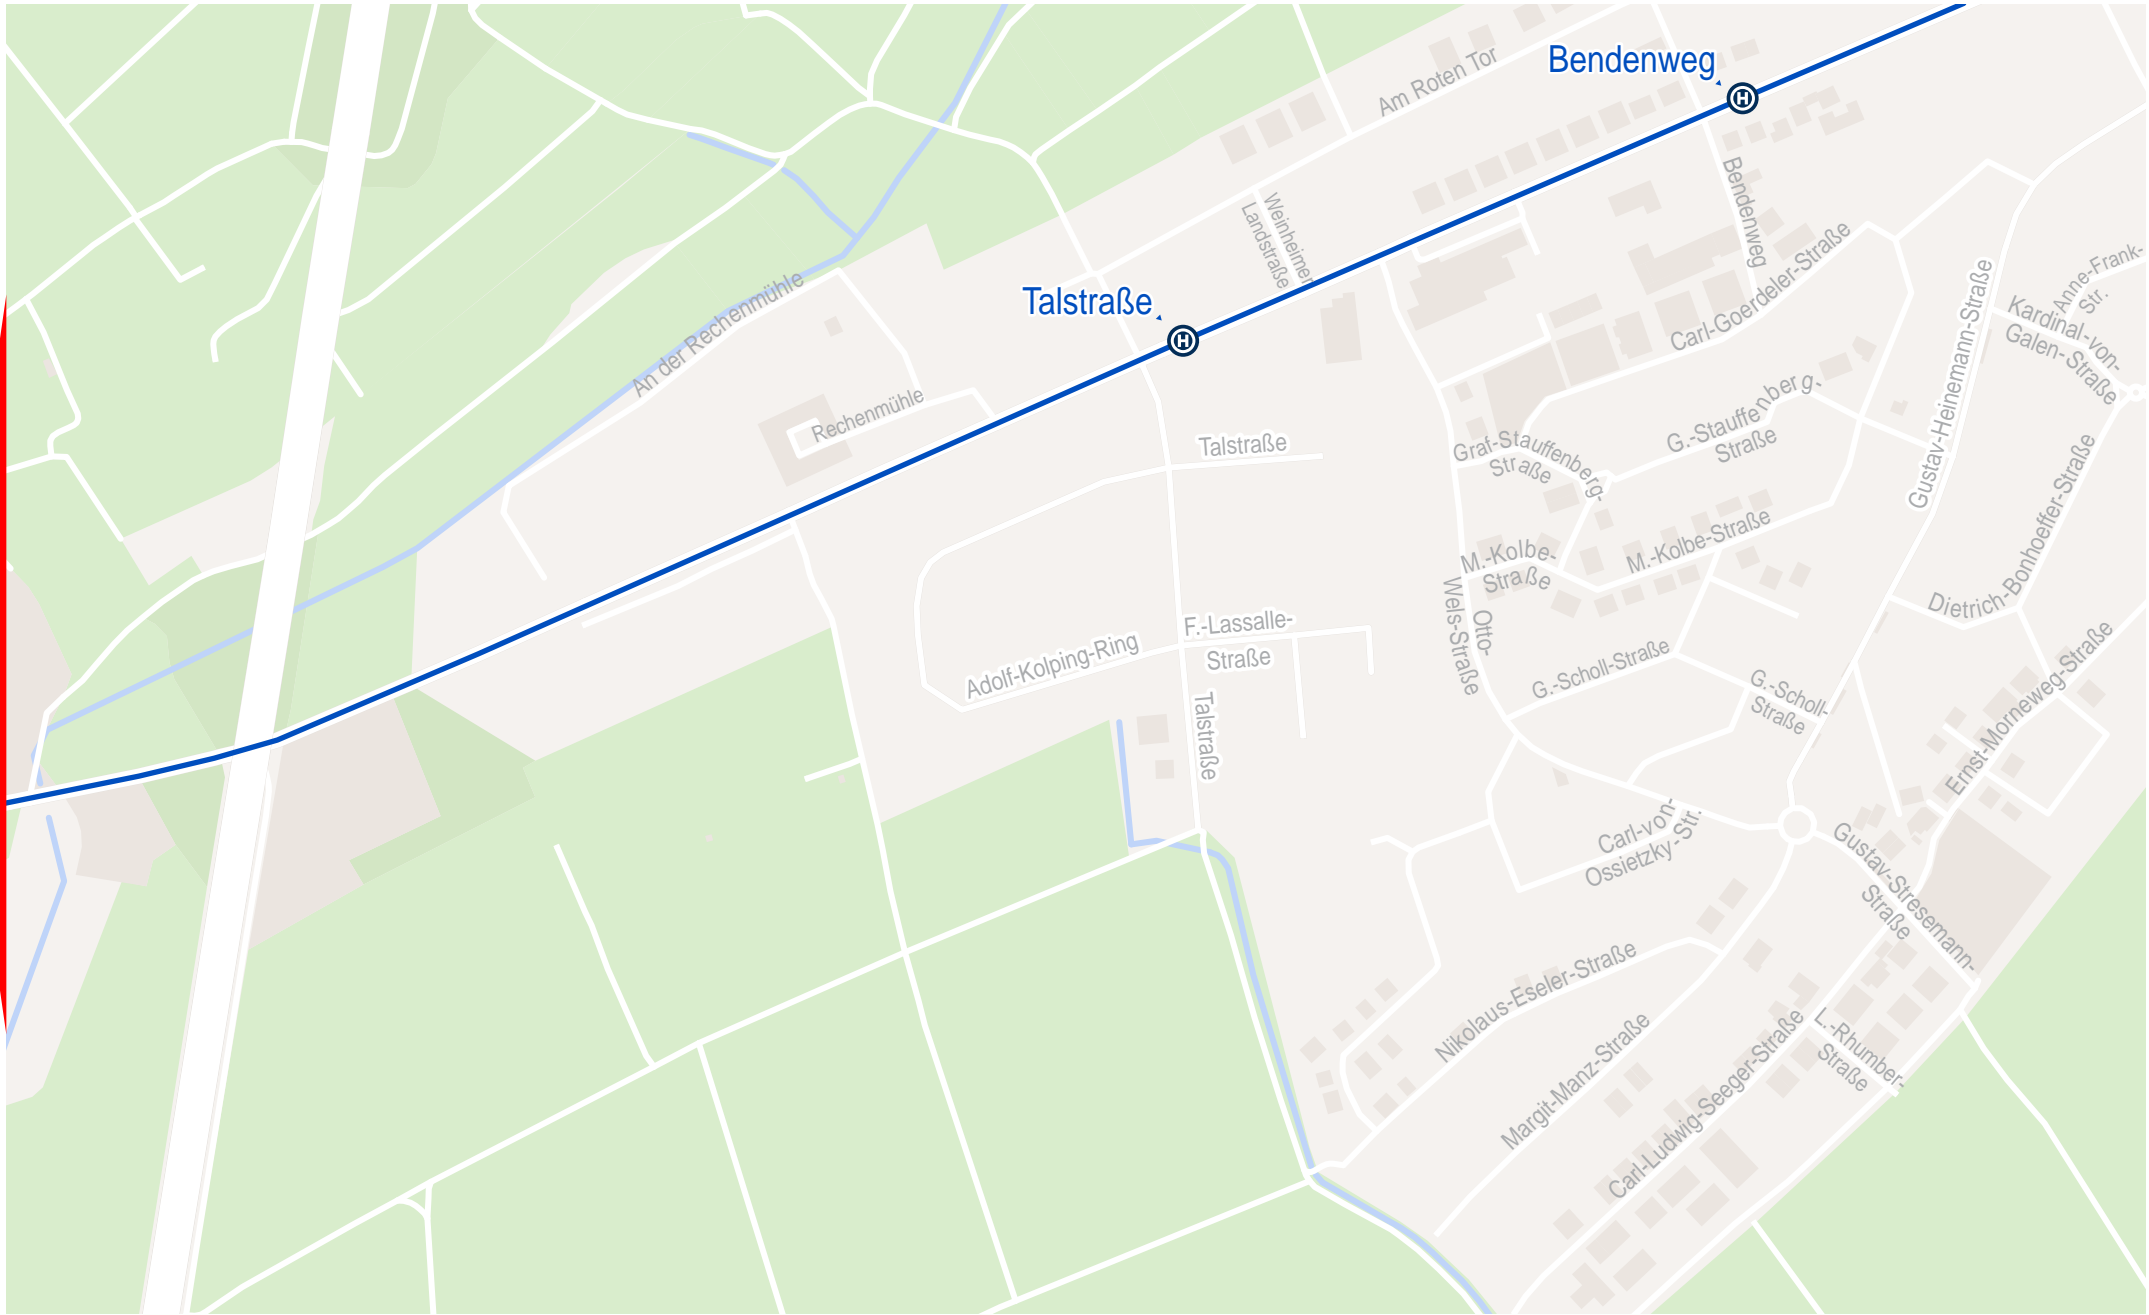 Bendenweg
H
Am Roten Tor
Bendenweg
Weinheimer
Landstraße
Talstraße
H
An der Rechenmühle
Rechenmühle
Carl-Goerdeler-Straße
Gustav-Heinemann-Straße
Anne-Frank-
Str.
Kardinal-von-
Galen-Straße
G.-Stauffenberg.
Straße
Graf-Stauffenberg-
Straße
Talstraße
M.-Kolbe-
Straße
M.-Kolbe-Straße
Dietrich-Bonhoeffer-Straße
Otto-
Wels-Straße
F.-Lassalle-
Straße
Adolf-Kolping-Ring
Talstraße
G.-Scholl-Straße
G.-Scholl-
Straße
Ernst-Morneweg-Straße
Carl-von-
Ossietzky-Str.
Gustav-Stresemann-
Straße
Nikolaus-Eseler-Straße
Margit-Manz-Straße
Carl-Ludwig-Seeger-Straße
L.-Rhumber-
Straße